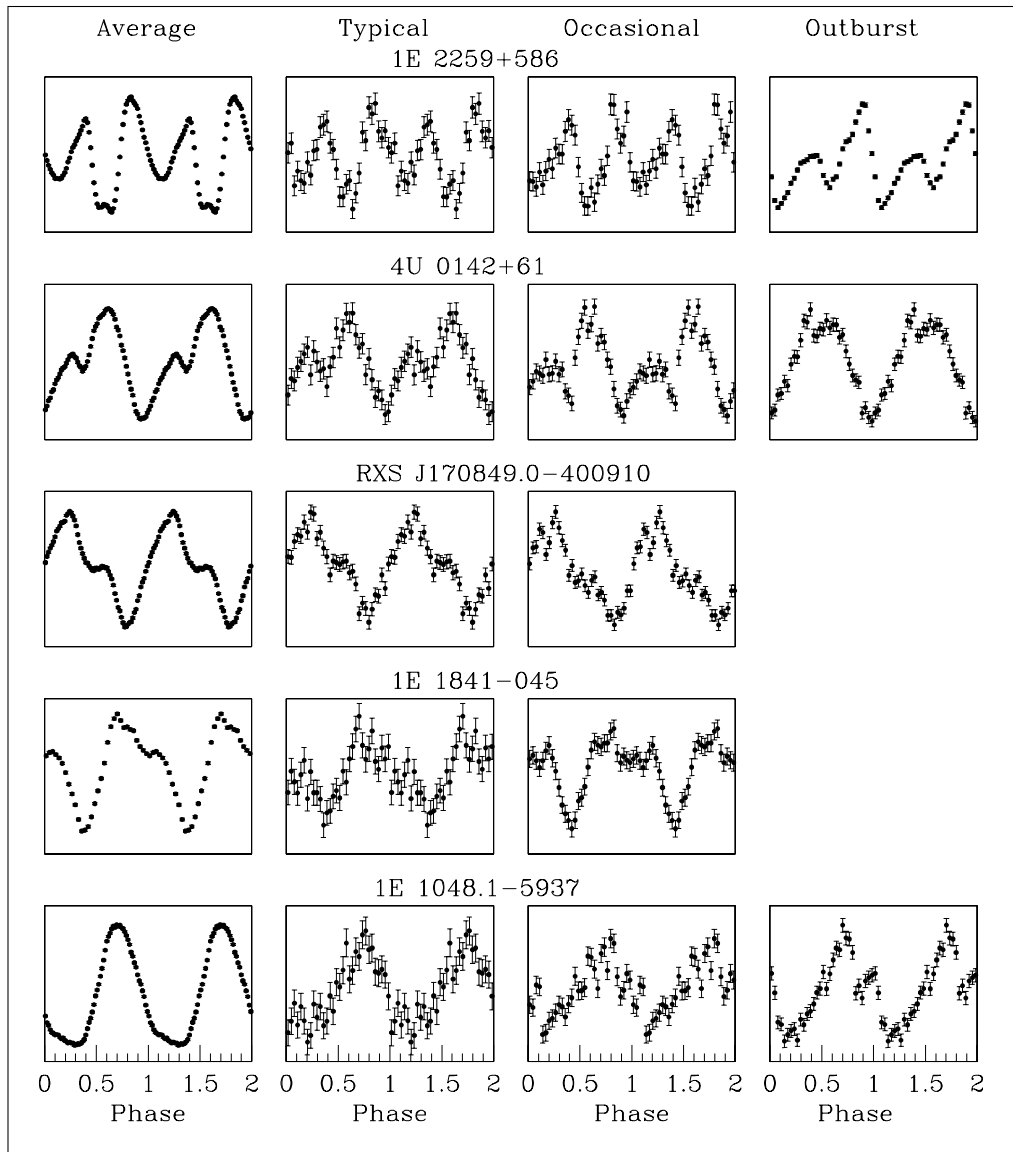 Average Typical Occasional Outburst
1E 2259+586
4U 0142+61
RXS J170849.0−400910
1E 1841−045
1E 1048.1−5937
0 0.5 1 1.5 2 0 0.5 1 1.5 2 0 0.5 1 1.5 2 0 0.5 1 1.5 2
Phase Phase Phase Phase